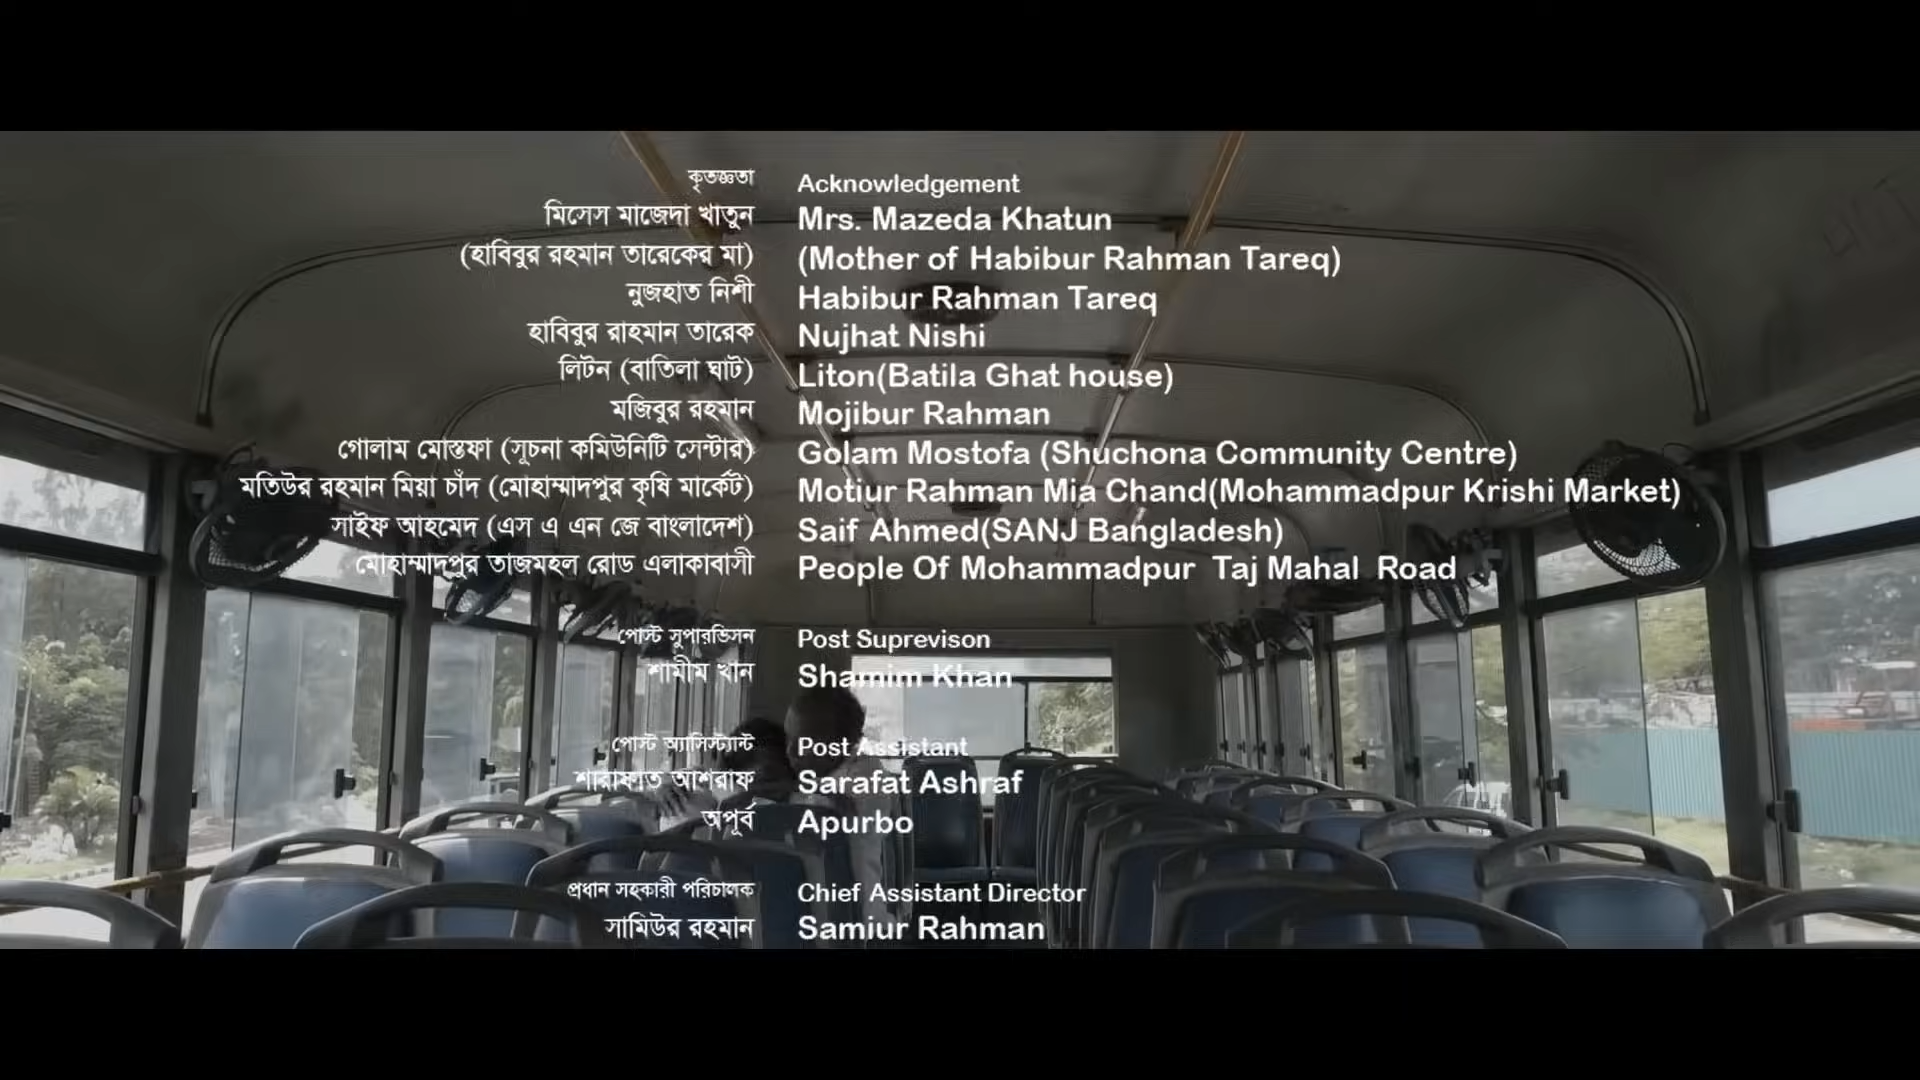 কৃতজ্ঞতা Acknowledgement
মিসেস মাজেদা খাতুন Mrs. Mazeda Khatun
(হাবিবুর রহমান তারেকের মা) (Mother of Habibur Rahman Tareq)
নুজহাত নিশী Habibur Rahman Tareq
হাবিবুর রাহমান তারেক Nujhat Nishi
লিটন (বাতিলা ঘাট) Liton(Batila Ghat house)
মজিবুর রহমান Mojibur Rahman
গোলাম মোস্তফা (সূচনা কমিউনিটি সেন্টার) Golam Mostofa (Shuchona Community Centre)
মতিউর রহমান মিয়া চাঁদ (মোহাম্মাদপুর কৃষি মার্কেট) Motiur Rahman Mia Chand(Mohammadpur Krishi Market)
সাইফ আহমেদ (এস এ এন জে বাংলাদেশ) Saif Ahmed(SANJ Bangladesh)
মোহাম্মাদপুর তাজমহল রোড এলাকাবাসী People Of Mohammadpur Taj Mahal Road
পোস্ট সুপারভিসন Post Suprevison
শামীম খান Shamim Khan
পোস্ট অ্যাসিস্ট্যান্ট Post Assistant
শারাফাত আশরাফ Sarafat Ashraf
অপূর্ব Apurbo
প্রধান সহকারী পরিচালক Chief Assistant Director
সামিউর রহমান Samiur Rahman